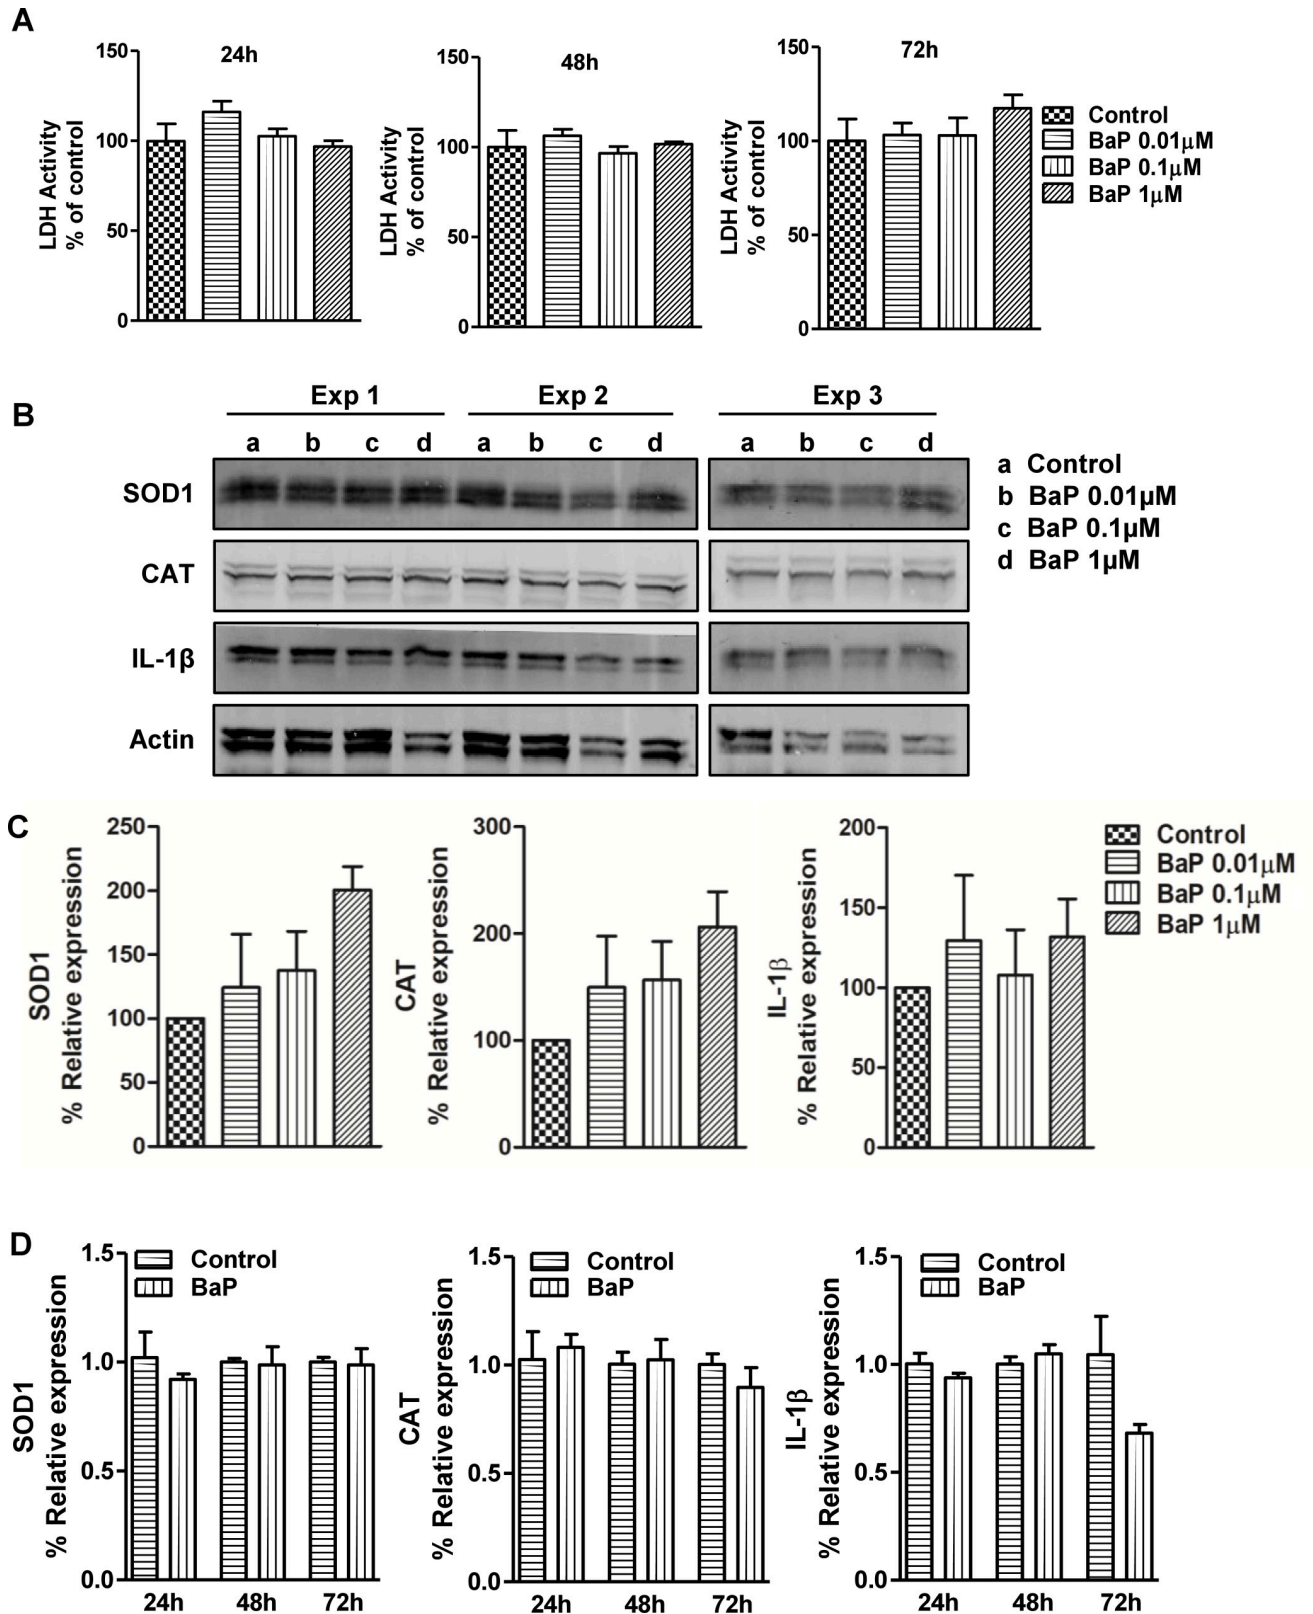 A
24h
48h
72h
150
100
50
0
LDH Activity
% of control
150
100
50
0
LDH Activity
% of control
150
100
50
0
LDH Activity
% of control
Control
BaP 0.01μM
BaP 0.1μM
BaP 1μM
B
Exp 1 Exp 2 Exp 3
a b c d a b c d a b c d
SOD1
CAT
IL-1β
Actin
a Control
b BaP 0.01μM
c BaP 0.1μM
d BaP 1μM
C
SOD1
% Relative expression
250
200
150
100
50
0
CAT
% Relative expression
300
200
100
0
IL-1β
% Relative expression
200
150
100
50
0
Control
BaP 0.01μM
BaP 0.1μM
BaP 1μM
D
SOD1
% Relative expression
1.5
1.0
0.5
0.0
Control
BaP
24h 48h 72h
CAT
% Relative expression
1.5
1.0
0.5
0.0
Control
BaP
24h 48h 72h
IL-1β
% Relative expression
1.5
1.0
0.5
0.0
Control
BaP
24h 48h 72h